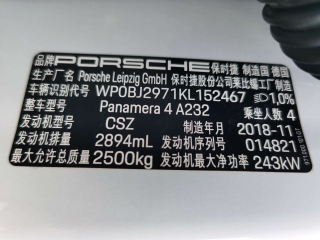 品牌 PORSCHE 保时捷 制造国 德国
生产厂名 Porsche Leipzig GmbH 保时捷股份公司莱比锡工厂制造
车辆识别代号 WP0BJ2971KL152467 1,0%
整车型号 Panamera 4 A232 乘坐人数 4
发动机型号 CSZ 制造年月 2018-11
发动机排量 2894mL 发动机序列号 014821
最大允许总质量 2500kg 发动机最大净功率 243kW